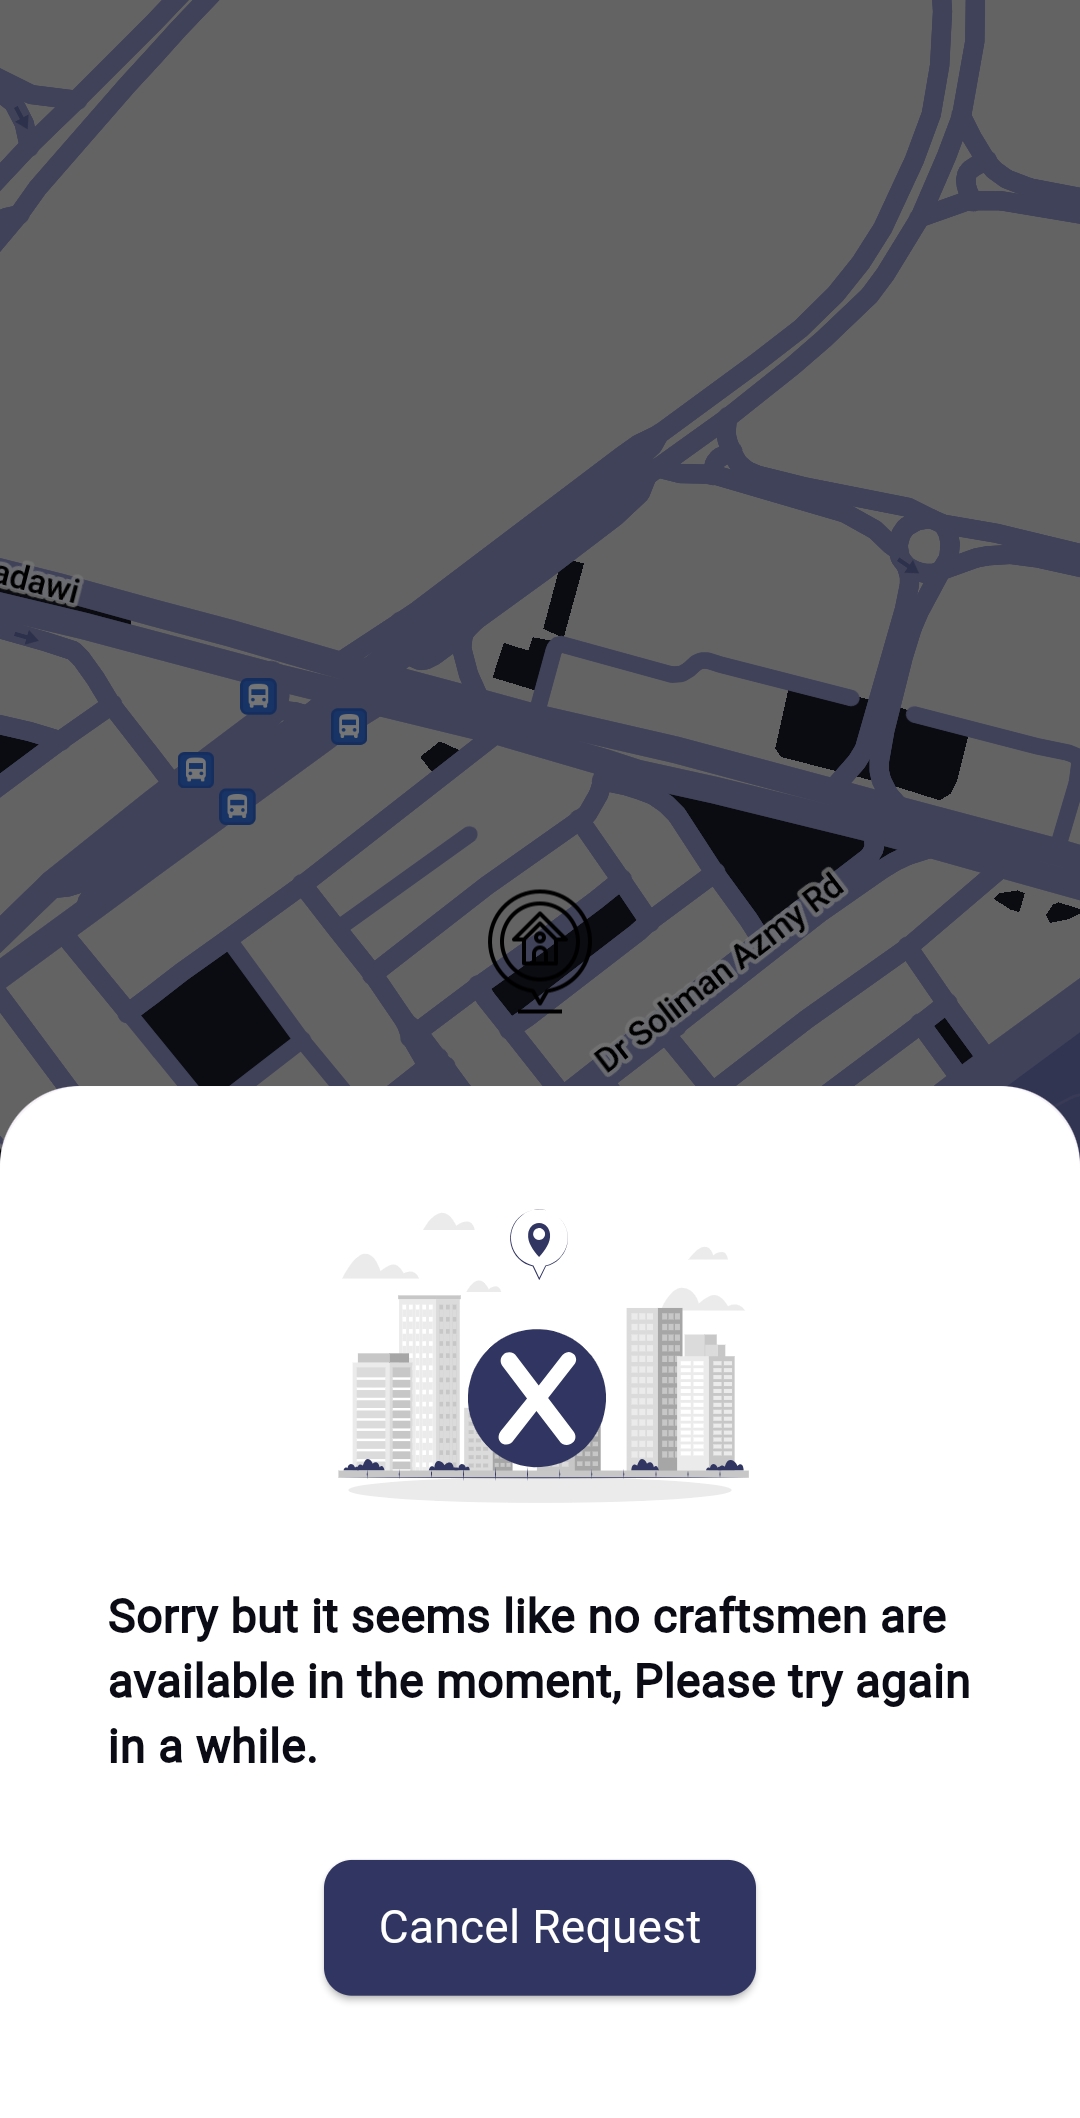 adawi
Dr Soliman Azmy Rd
Sorry but it seems like no craftsmen are
available in the moment, Please try again
in a while.
Cancel Request